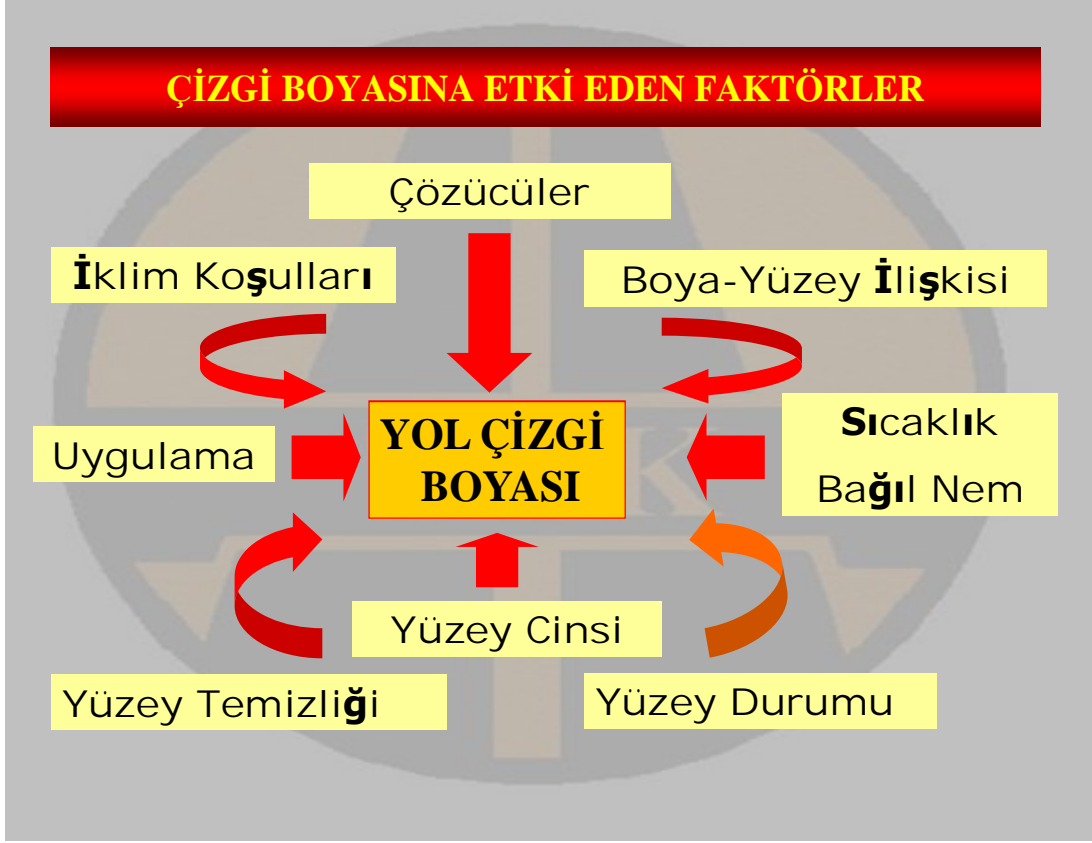 ÇİZGİ BOYASINA ETKİ EDEN FAKTÖRLER
Çözücüler
İklim Koşulları
Boya-Yüzey İlişkisi
Uygulama
YOL ÇİZGİ
BOYASI
Sıcaklık
Bağıl Nem
Yüzey Cinsi
Yüzey Temizliği
Yüzey Durumu
K